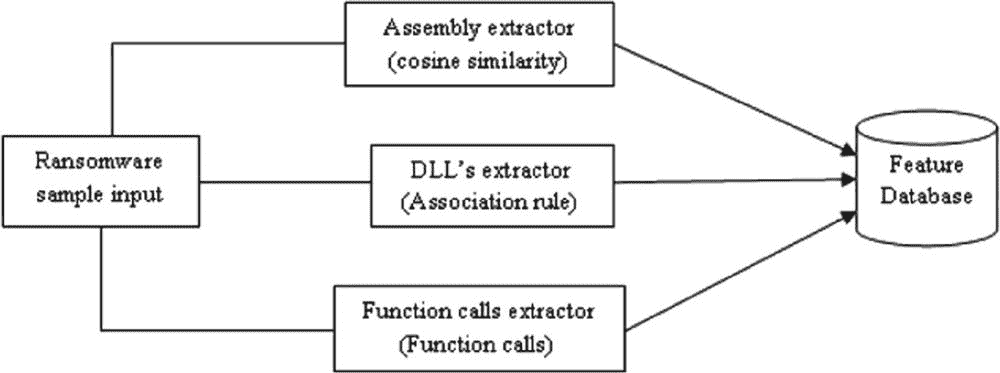 Assembly extractor
(cosine similarity)
Ransomware
sample input
DLL's extractor
(Association rule)
Feature
Database
Function calls extractor
(Function calls)